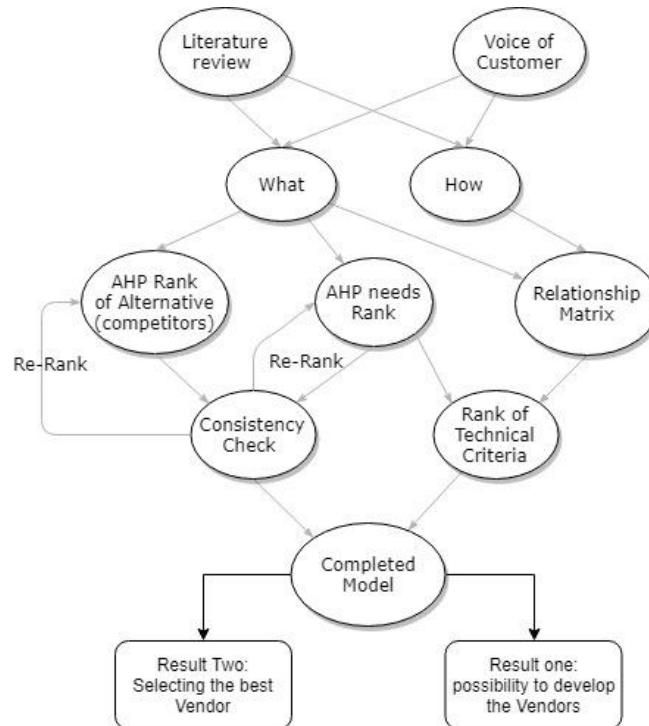 Literature
review
Voice of
Customer
What
How
AHP Rank
of Alternative
(competitors)
AHP needs
Rank
Relationship
Matrix
Re-Rank
Re-Rank
Consistency
Check
Rank of
Technical
Criteria
Completed
Model
Result Two:
Selecting the best
Vendor
Result one:
possibility to develop
the Vendors